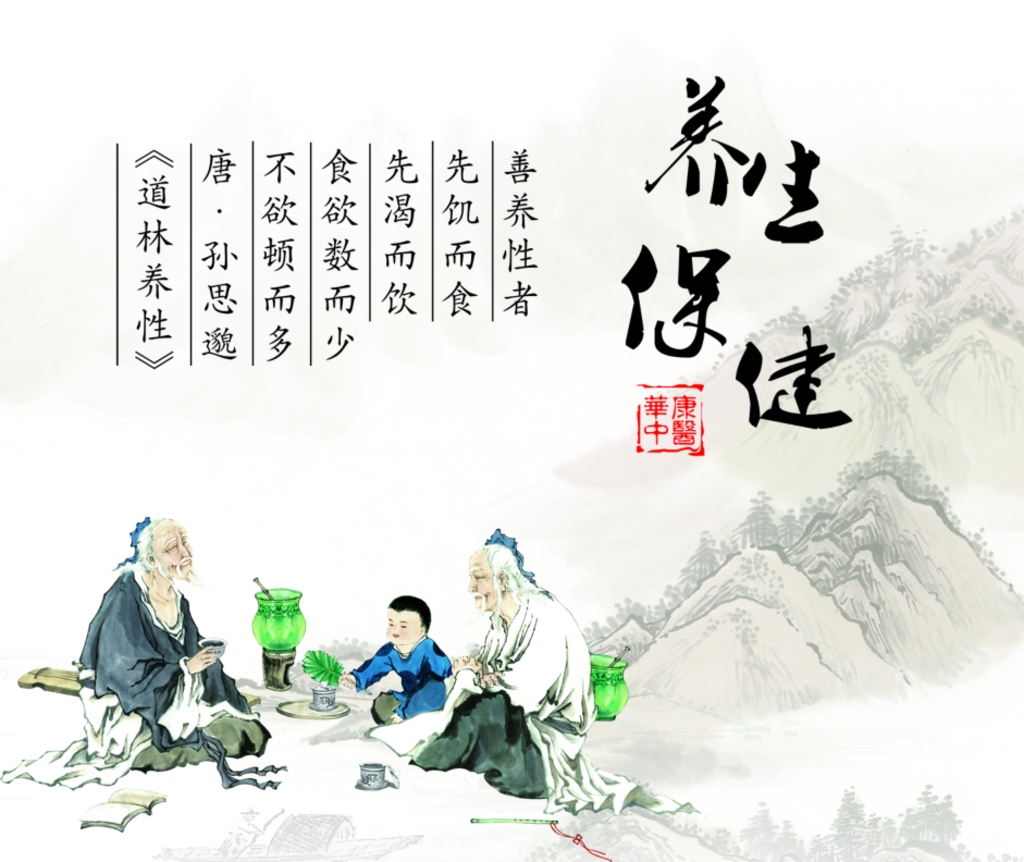 养生
保健
康醫
華中
善养性者
先饥而食
先渴而饮
食欲数而少
不欲顿而多
唐·孙思邈
《道林养性》